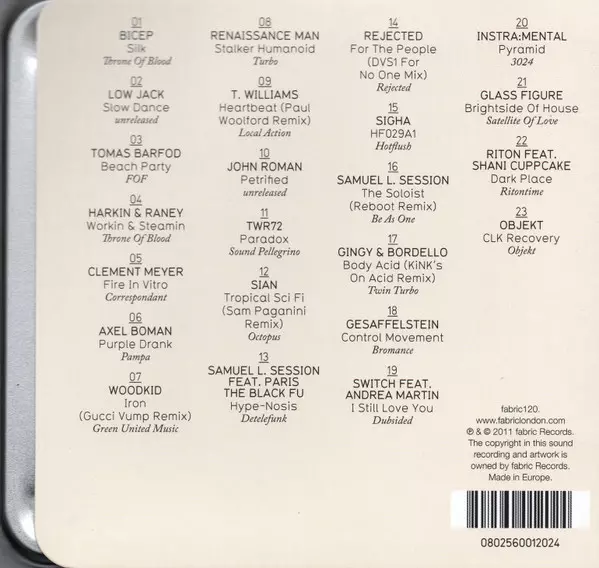 01
BICEP
Silk
Throne Of Blood
02
LOW JACK
Slow Dance
unreleased
03
TOMAS BARFOD
Beach Party
FOF
04
HARKIN & RANEY
Workin & Steamin
Throne Of Blood
05
CLEMENT MEYER
Fire In Vitro
Correspondant
06
AXEL BOMAN
Purple Drank
Pampa
07
WOODKID
Iron
(Gucci Vump Remix)
Green United Music
08
RENAISSANCE MAN
Stalker Humanoid
Turbo
09
T. WILLIAMS
Heartbeat (Paul
Woolford Remix)
Local Action
10
JOHN ROMAN
Petrified
unreleased
11
TWR72
Paradox
Sound Pellegrino
12
SIAN
Tropical Sci Fi
(Sam Paganini
Remix)
Octopus
13
SAMUEL L. SESSION
FEAT. PARIS
THE BLACK FU
Hype-Nosis
Detelefunk
14
REJECTED
For The People
(DVS1 For
No One Mix)
Rejected
15
SIGHA
HF029A1
Hotflush
16
SAMUEL L. SESSION
The Soloist
(Reboot Remix)
Be As One
17
GINGY & BORDELLO
Body Acid (KiNK's
On Acid Remix)
Twin Turbo
18
GESAFFELSTEIN
Control Movement
Bromance
19
SWITCH FEAT.
ANDREA MARTIN
I Still Love You
Dubsided
20
INSTRA:MENTAL
Pyramid
3024
21
GLASS FIGURE
Brightside Of House
Satellite Of Love
22
RITON FEAT.
SHANI CUPPCAKE
Dark Place
Ritontime
23
OBJEKT
CLK Recovery
Objekt
fabric120.
www.fabriclondon.com
℗ & © 2011 fabric Records.
The copyright in this sound
recording and artwork is
owned by fabric Records.
Made in Europe.
0802560012024